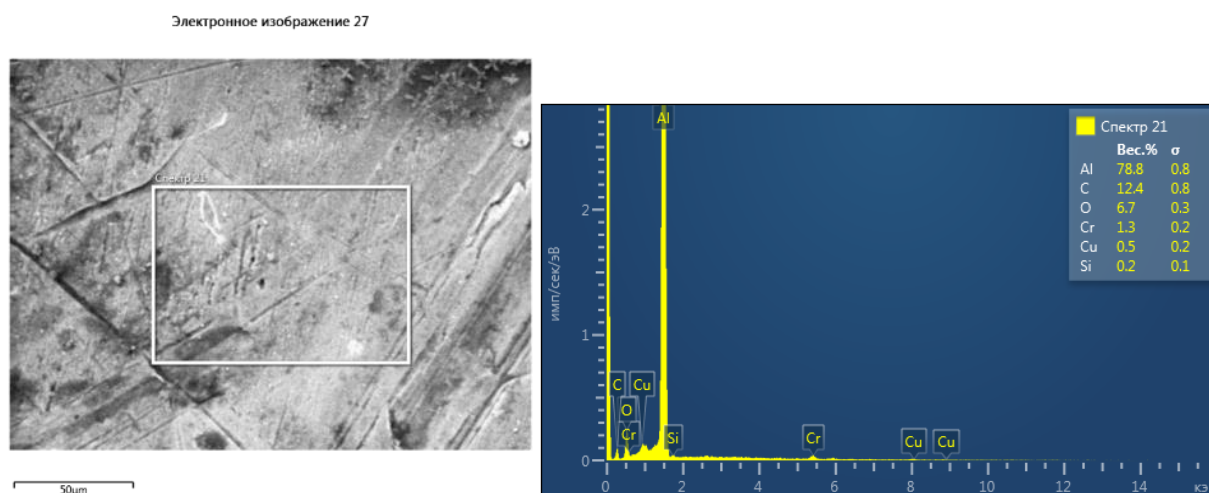 Электронное изображение 27
Спектр 21
50μm
имп/сек/эВ
2
1
0
Al
C
Cu
O
Cr
Si
Cr
Cu
Cu
0 2 4 6 8 10 12 14 кэ
Спектр 21
Вес.% σ
Al 78.8 0.8
C 12.4 0.8
O 6.7 0.3
Cr 1.3 0.2
Cu 0.5 0.2
Si 0.2 0.1